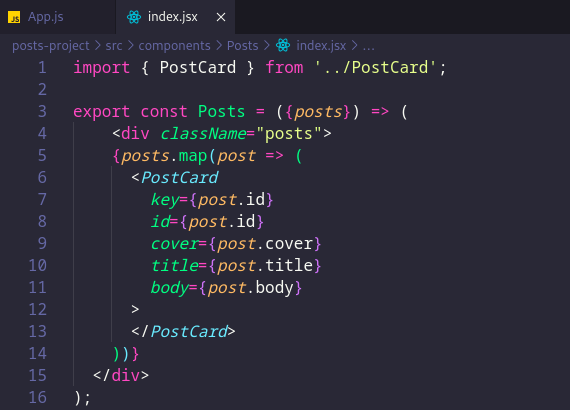 JS App.js index.jsx ×
posts-project > src > components > Posts > index.jsx > ...
1 import { PostCard } from '../PostCard';
2
3 export const Posts = ({posts}) => (
4     <div className="posts">
5     {posts.map(post => (
6       <PostCard
7         key={post.id}
8         id={post.id}
9         cover={post.cover}
10         title={post.title}
11         body={post.body}
12       >
13       </PostCard>
14     ))}
15   </div>
16 );